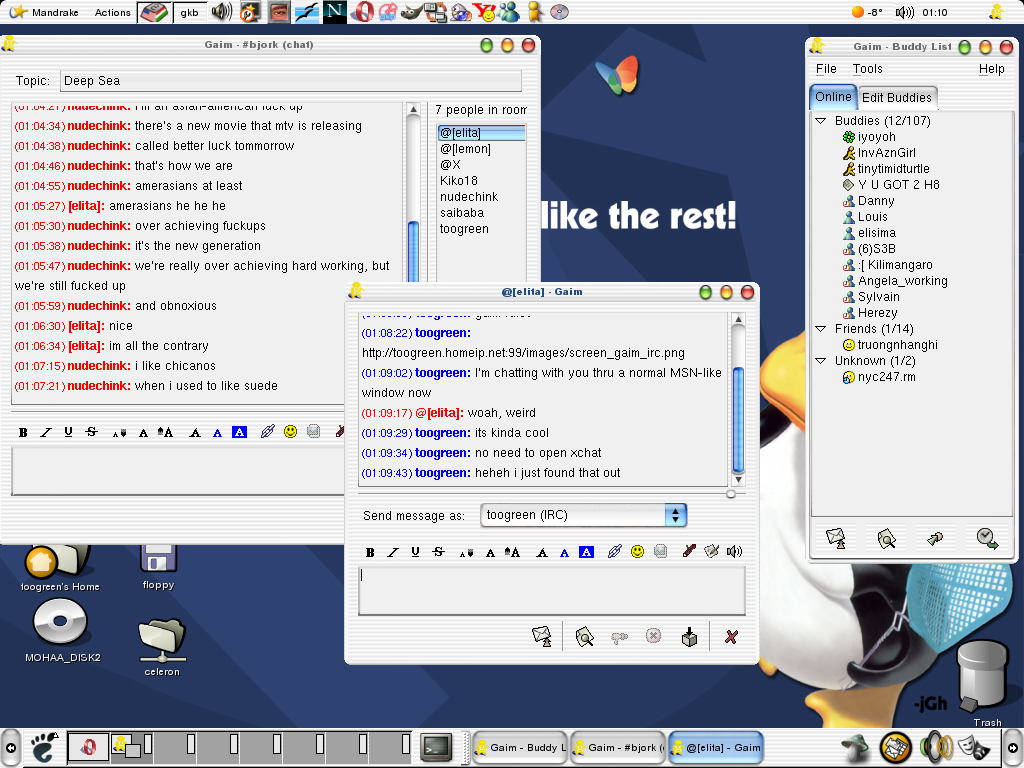 Mandrake Actions gkb -8° 01:10
Gaim - #bjork (chat)
Topic: Deep Sea
(01:04:21) nudechink: i'm an asian-american fuck up
(01:04:34) nudechink: there's a new movie that mtv is releasing
(01:04:38) nudechink: called better luck tommorrow
(01:04:46) nudechink: that's how we are
(01:04:55) nudechink: amerasians at least
(01:05:27) [elita]: amerasians he he he
(01:05:30) nudechink: over achieving fuckups
(01:05:38) nudechink: it's the new generation
(01:05:47) nudechink: we're really over achieving hard working, but
we're still fucked up
(01:05:59) nudechink: and obnoxious
(01:06:30) [elita]: nice
(01:06:34) [elita]: im all the contrary
(01:07:15) nudechink: i like chicanos
(01:07:21) nudechink: when i used to like suede
7 people in room
@[elita]
@[lemon]
@X
Kiko18
nudechink
saibaba
toogreen
like the rest!
@[elita] - Gaim
(01:08:22) toogreen:
http://toogreen.homeip.net:99/images/screen_gaim_irc.png
(01:09:02) toogreen: I'm chatting with you thru a normal MSN-like
window now
(01:09:17) @[elita]: woah, weird
(01:09:29) toogreen: its kinda cool
(01:09:34) toogreen: no need to open xchat
(01:09:43) toogreen: heheh i just found that out
Send message as: toogreen (IRC)
Gaim - Buddy List
File Tools Help
Online Edit Buddies
Buddies (12/107)
iyoyoh
InvAznGirl
tinytimidturtle
Y U GOT 2 H8
Danny
Louis
elisima
(6)S3B
:[ Kilimangaro
Angela_working
Sylvain
Herezy
Friends (1/14)
truongnhanghi
Unknown (1/2)
nyc247.rm
toogreen's Home
floppy
MOHAA_DISK2
celeron
-jGh
Trash
Gaim - Buddy L
Gaim - #bjork (
@[elita] - Gaim